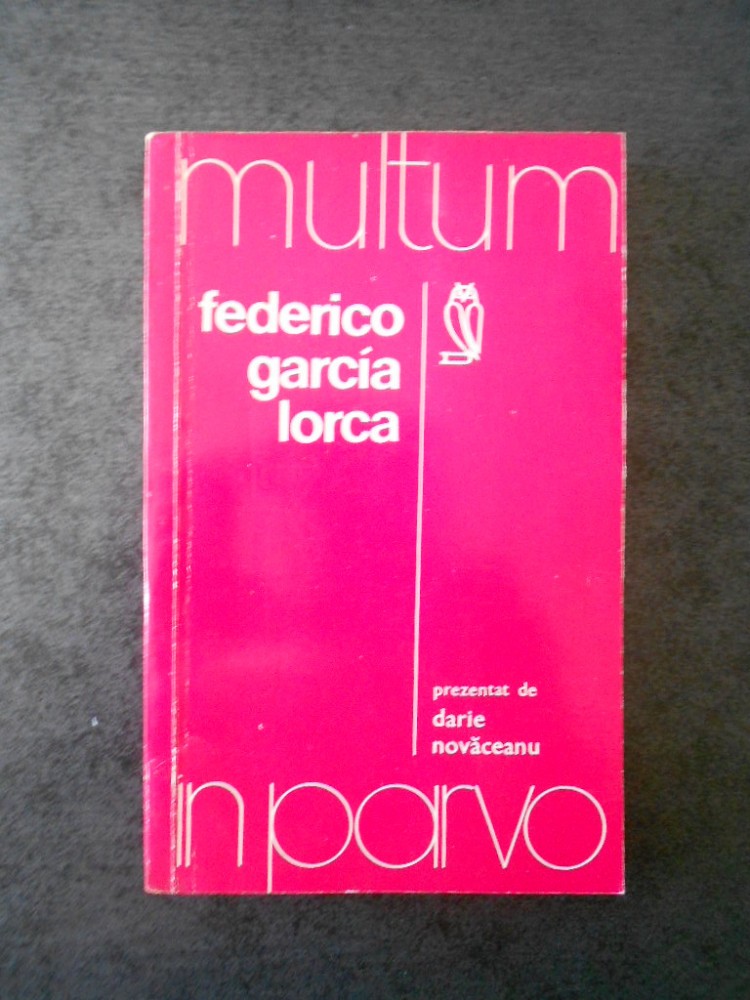 multum
federico
garcía
lorca
prezentat de
darie
novăceanu
in parvo